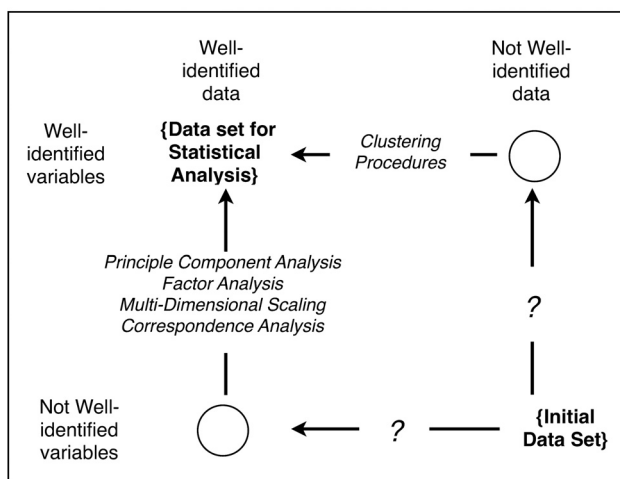 Well-
identified
data
Not Well-
identified
data
Well-
identified
variables
{Data set for
Statistical
Analysis}
Clustering
Procedures
Principle Component Analysis
Factor Analysis
Multi-Dimensional Scaling
Correspondence Analysis
?
Not Well-
identified
variables
?
{Initial
Data Set}